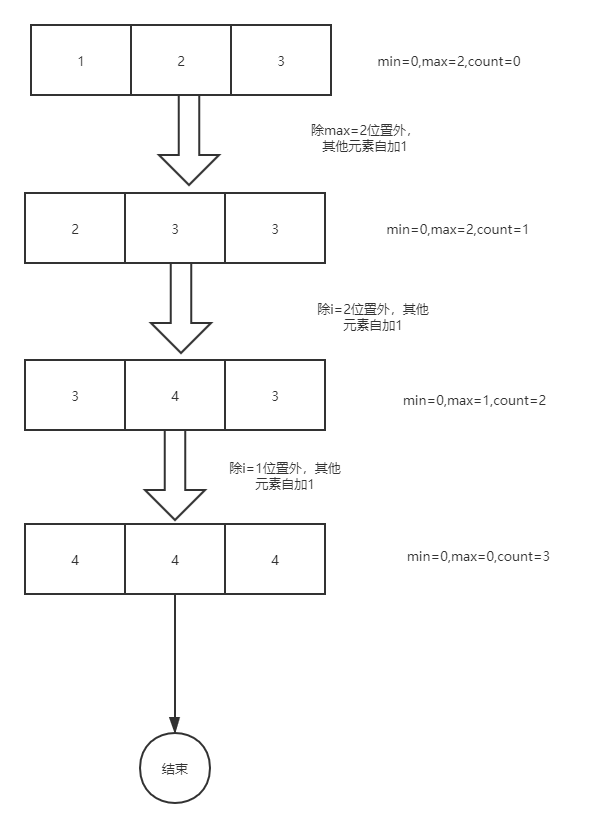 1 2 3 min=0,max=2,count=0
除max=2位置外，
其他元素自加1
2 3 3 min=0,max=2,count=1
除i=2位置外，其他
元素自加1
3 4 3 min=0,max=1,count=2
除i=1位置外，其他
元素自加1
4 4 4 min=0,max=0,count=3
结束